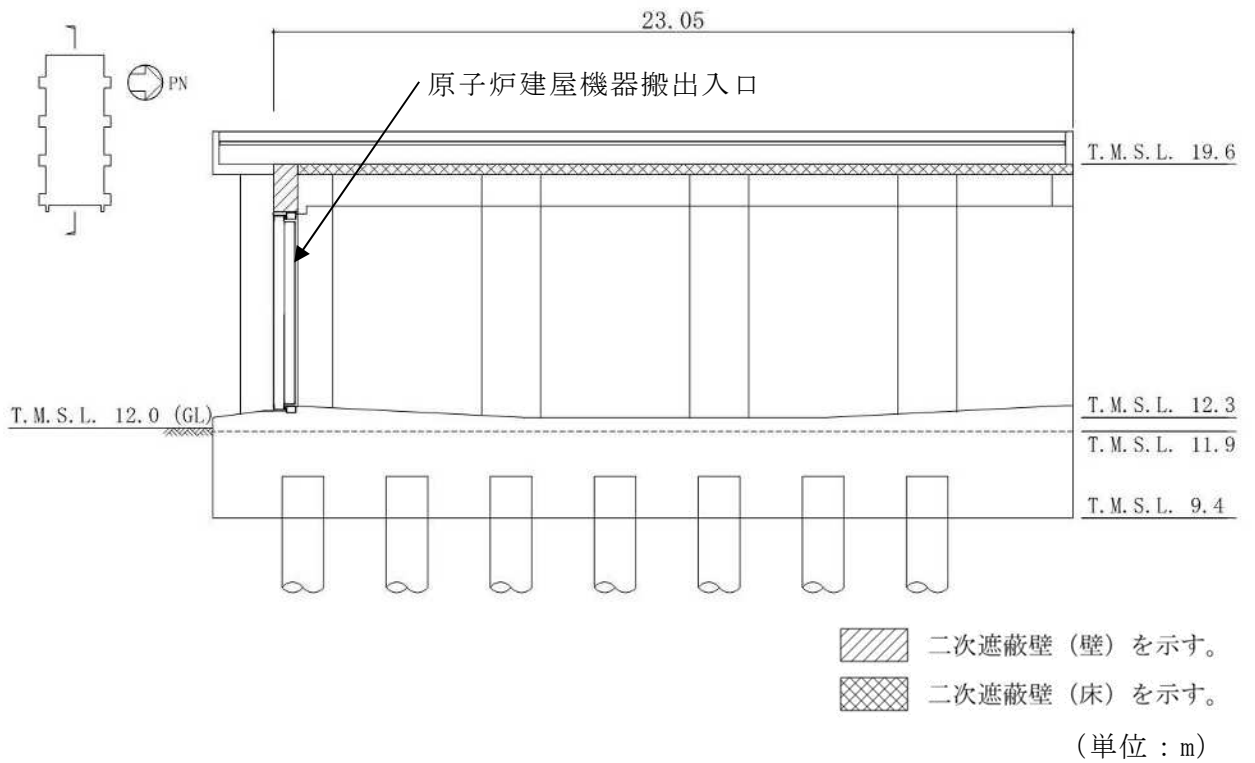 23.05
PN
原子炉建屋機器搬出入口
T.M.S.L. 19.6
T.M.S.L. 12.0 (GL)
T.M.S.L. 12.3
T.M.S.L. 11.9
T.M.S.L. 9.4
二次遮蔽壁（壁）を示す。
二次遮蔽壁（床）を示す。
（単位：m）